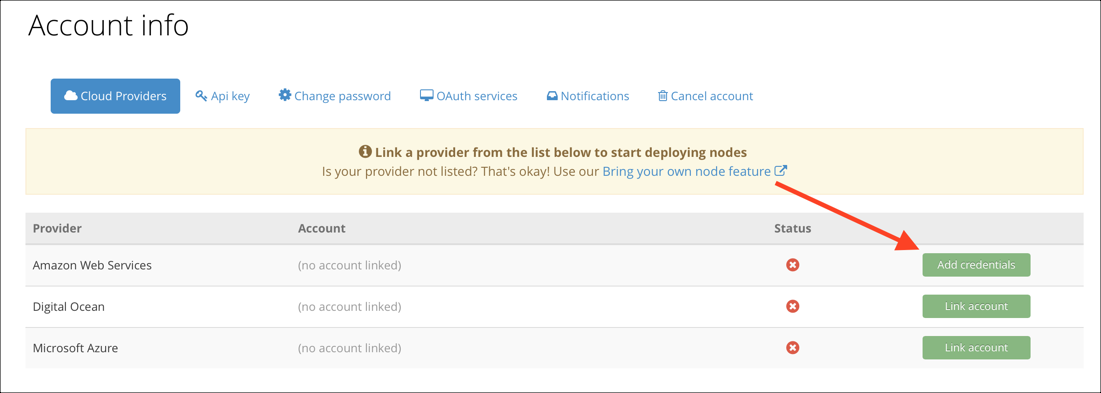 Account info
Cloud Providers Api key Change password OAuth services Notifications Cancel account
Link a provider from the list below to start deploying nodes
Is your provider not listed? That's okay! Use our Bring your own node feature
Provider Account Status
Amazon Web Services (no account linked) Add credentials
Digital Ocean (no account linked) Link account
Microsoft Azure (no account linked) Link account